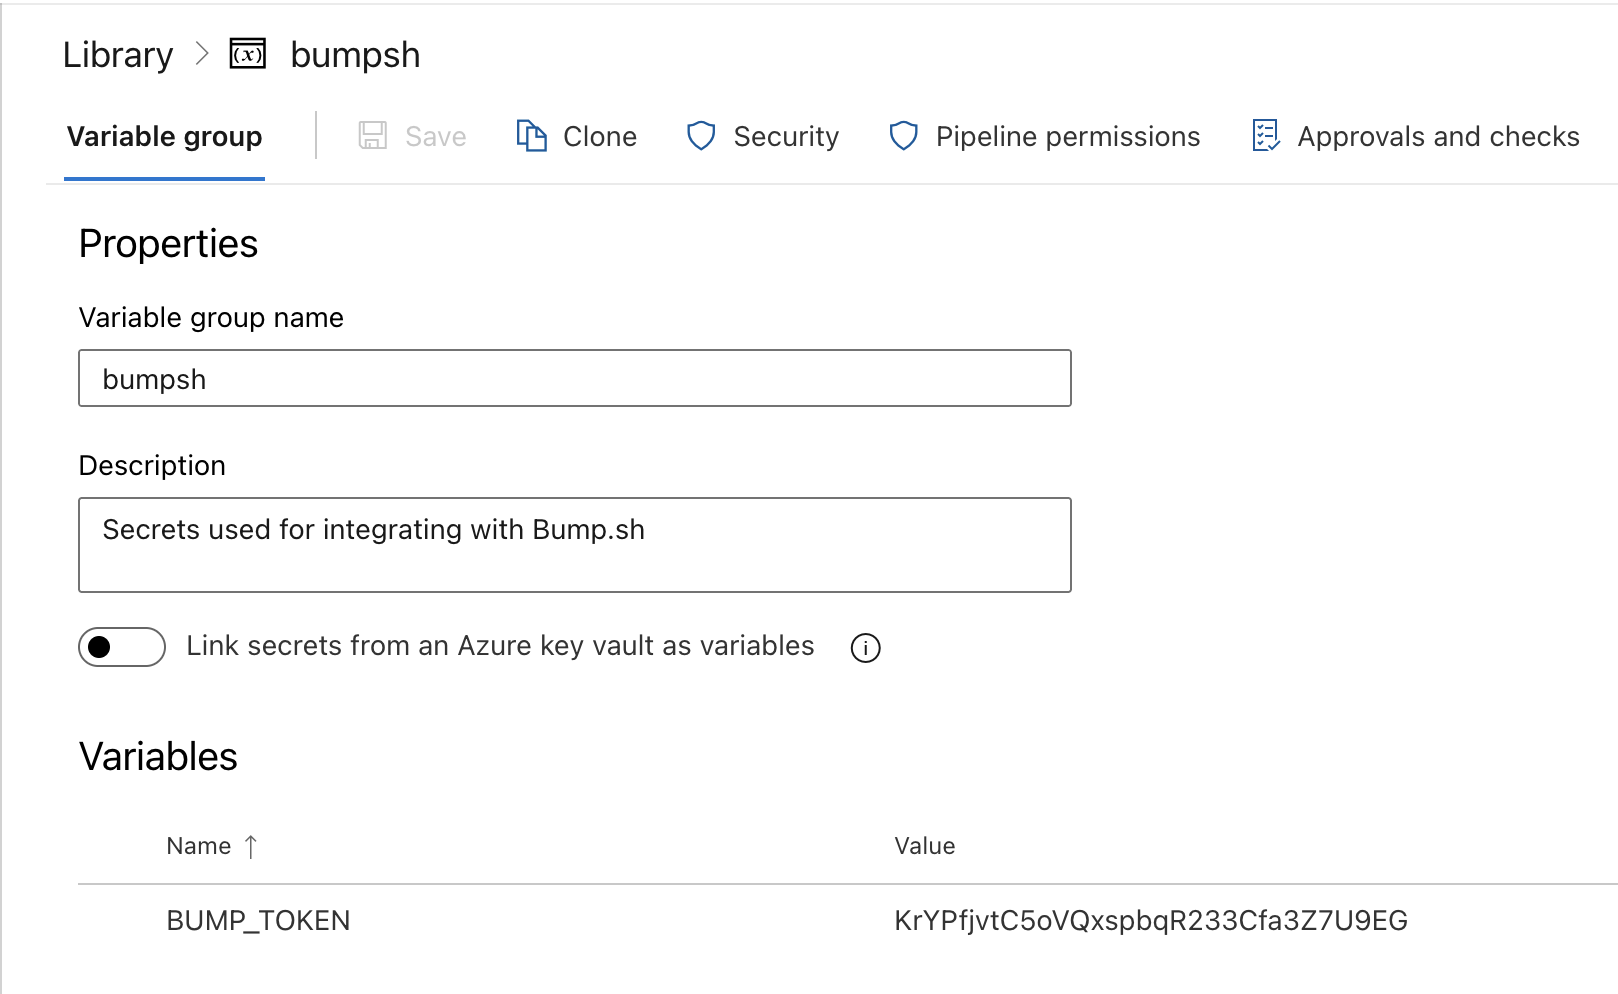 Library > bumpsh
Variable group Save Clone Security Pipeline permissions Approvals and checks
Properties
Variable group name
bumpsh
Description
Secrets used for integrating with Bump.sh
Link secrets from an Azure key vault as variables
Variables
Name ↑ Value
BUMP_TOKEN KrYPfjvtC5oVQxspbqR233Cfa3Z7U9EG